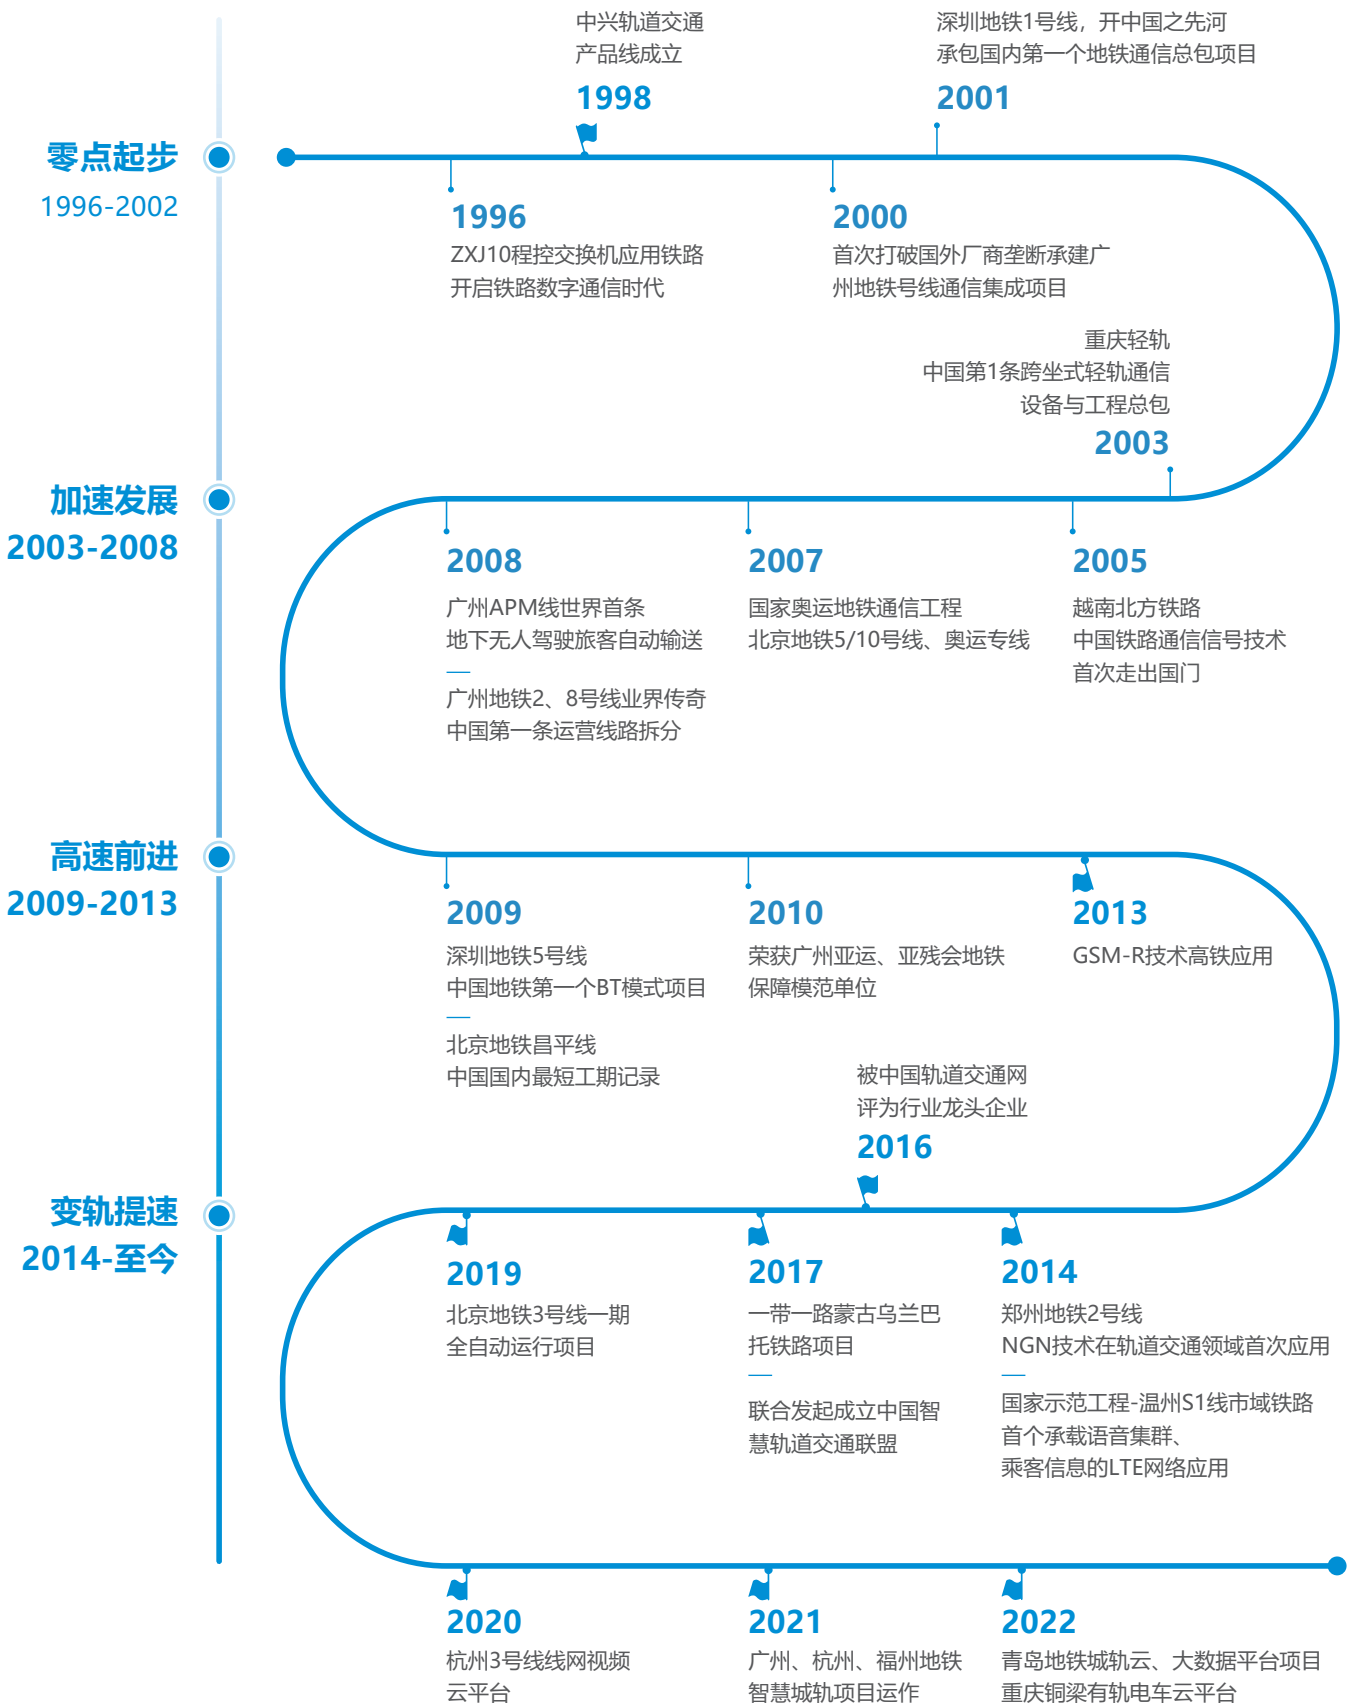 零点起步
1996-2002
中兴轨道交通
产品线成立
1998
深圳地铁1号线，开中国之先河
承包国内第一个地铁通信总包项目
2001
1996
ZXJ10程控交换机应用铁路
开启铁路数字通信时代
2000
首次打破国外厂商垄断承建广
州地铁号线通信集成项目
加速发展
2003-2008
重庆轻轨
中国第1条跨坐式轻轨通信
设备与工程总包
2003
2005
越南北方铁路
中国铁路通信信号技术
首次走出国门
2007
国家奥运地铁通信工程
北京地铁5/10号线、奥运专线
2008
广州APM线世界首条
地下无人驾驶旅客自动输送
广州地铁2、8号线业界传奇
中国第一条运营线路拆分
高速前进
2009-2013
2009
深圳地铁5号线
中国地铁第一个BT模式项目
北京地铁昌平线
中国国内最短工期记录
2010
荣获广州亚运、亚残会地铁
保障模范单位
2013
GSM-R技术高铁应用
变轨提速
2014-至今
2014
郑州地铁2号线
NGN技术在轨道交通领域首次应用
国家示范工程-温州S1线市域铁路
首个承载语音集群、
乘客信息的LTE网络应用
被中国轨道交通网
评为行业龙头企业
2016
2017
一带一路蒙古乌兰巴
托铁路项目
联合发起成立中国智
慧轨道交通联盟
2019
北京地铁3号线一期
全自动运行项目
2020
杭州3号线线网视频
云平台
2021
广州、杭州、福州地铁
智慧城轨项目运作
2022
青岛地铁城轨云、大数据平台项目
重庆铜梁有轨电车云平台